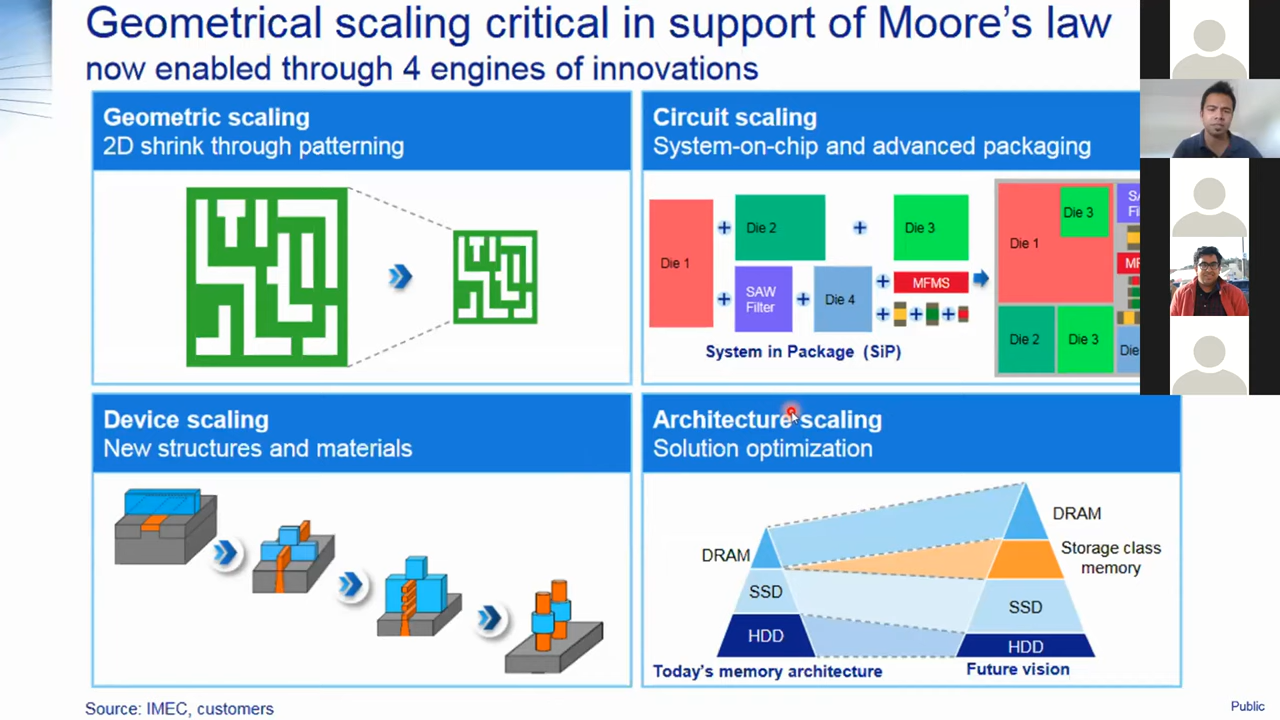 Geometrical scaling critical in support of Moore's law
now enabled through 4 engines of innovations
Geometric scaling
2D shrink through patterning
Circuit scaling
System-on-chip and advanced packaging
Die 1
Die 2
Die 3
SAW
Filter
Die 4
MFMS
System in Package (SiP)
Die 1
Die 3
Die 2
Die 3
Die
Device scaling
New structures and materials
Architecture scaling
Solution optimization
DRAM
SSD
HDD
Today's memory architecture
DRAM
Storage class
memory
SSD
HDD
Future vision
Source: IMEC, customers
Public